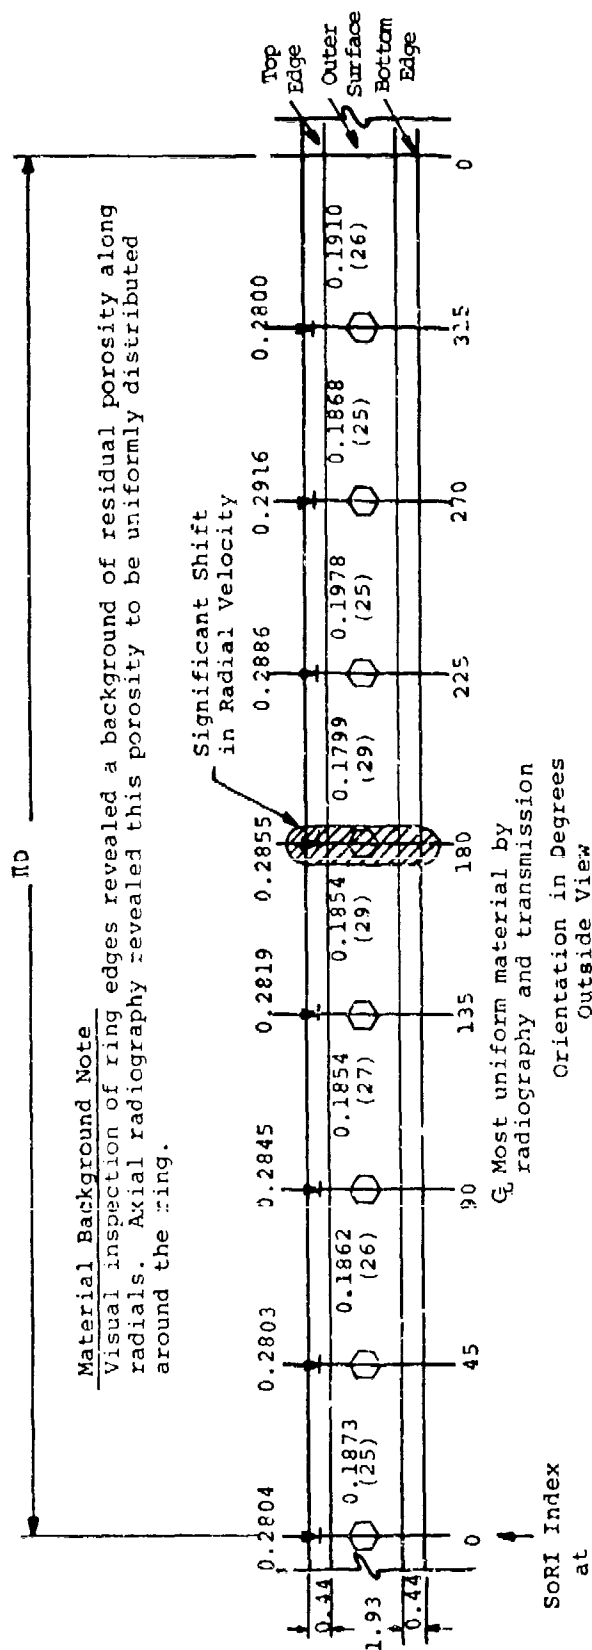 πD
Material Background Note
Visual inspection of ring edges revealed a background of residual porosity along
radials. Axial radiography revealed this porosity to be uniformly distributed
around the ring.
Significant Shift
in Radial Velocity
Top
Edge
Outer
Surface
Bottom
Edge
0.2804
0.2803
0.2845
0.2819
0.2855
0.2886
0.2916
0.2800
0.44
1.93
0.44
0.1873
(25)
0.1862
(26)
0.1854
(27)
0.1854
(29)
0.1799
(29)
0.1978
(25)
0.1868
(25)
0.1910
(26)
0
45
90
135
180
225
270
315
0
SoRI Index
at
℄ Most uniform material by
radiography and transmission
Orientation in Degrees
Outside View